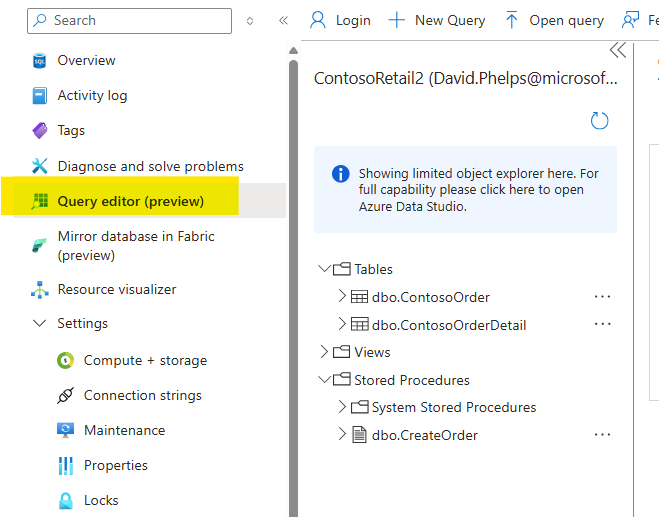 Search
Overview
Activity log
Tags
Diagnose and solve problems
Query editor (preview)
Mirror database in Fabric
(preview)
Resource visualizer
Settings
Compute + storage
Connection strings
Maintenance
Properties
Locks
Login
New Query
Open query
Fe
ContosoRetail2 (David.Phelps@microsof...
Showing limited object explorer here. For
full capability please click here to open
Azure Data Studio.
Tables
dbo.ContosoOrder
dbo.ContosoOrderDetail
Views
Stored Procedures
System Stored Procedures
dbo.CreateOrder